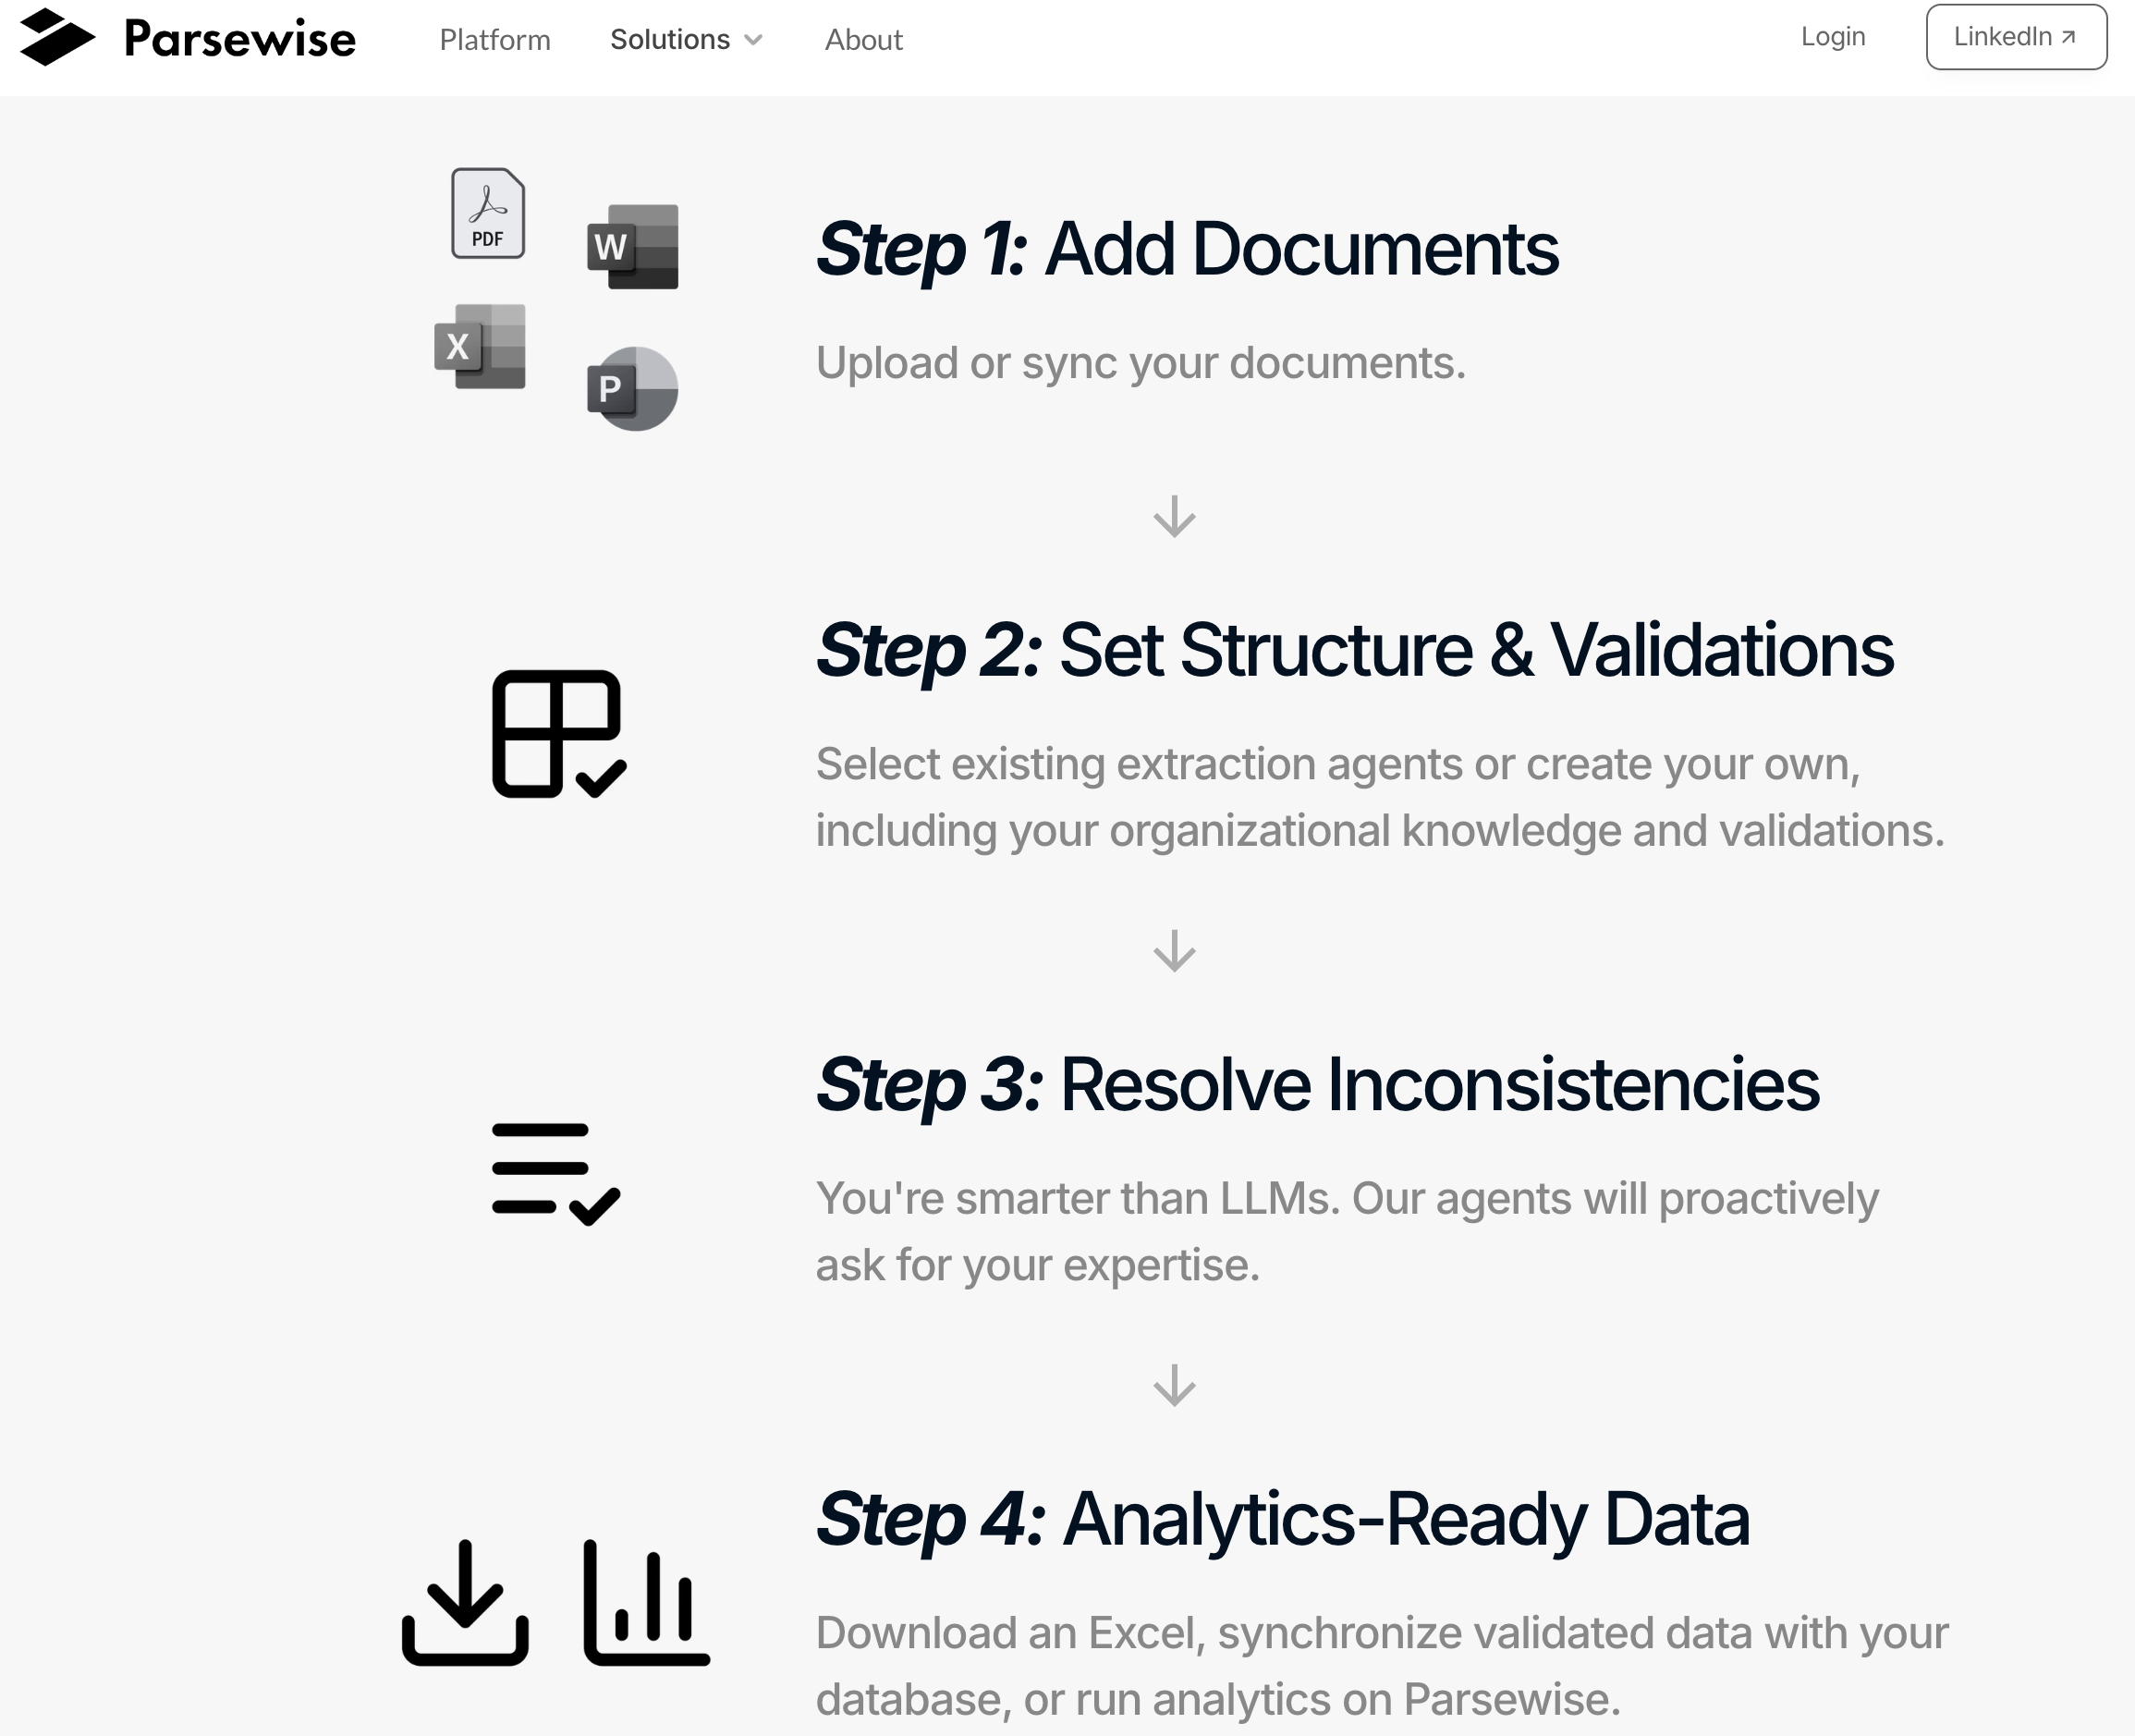 Parsewise
Platform
Solutions
About
Login
LinkedIn
PDF
W
X
P
Step 1: Add Documents
Upload or sync your documents.
Step 2: Set Structure & Validations
Select existing extraction agents or create your own,
including your organizational knowledge and validations.
Step 3: Resolve Inconsistencies
You're smarter than LLMs. Our agents will proactively
ask for your expertise.
Step 4: Analytics-Ready Data
Download an Excel, synchronize validated data with your
database, or run analytics on Parsewise.